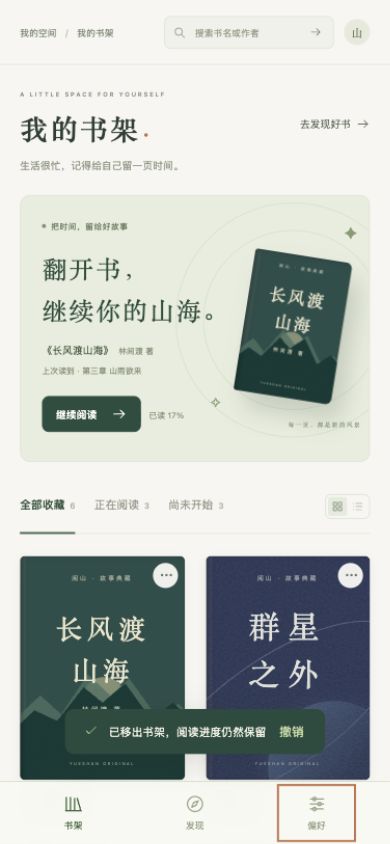 我的空间 / 我的书架
搜索书名或作者
山
A LITTLE SPACE FOR YOURSELF
我的书架.
去发现好书
生活很忙，记得给自己留一页时间。
把时间，留给好故事
翻开书，
继续你的山海。
《长风渡山海》 林间渡 著
上次读到 · 第三章 山雨欲来
继续阅读
已读 17%
阅山 · 故事典藏
长风渡
山海
林间渡 著
YUESHAN ORIGINAL
每一页，都是新的风景
全部收藏 6
正在阅读 3
尚未开始 3
阅山 · 故事典藏
长风渡
山海
YUESHAN ORIGINAL
阅山 · 故事典藏
群星
之外
YUESHAN ORIGINAL
已移出书架，阅读进度仍然保留 撤销
书架
发现
偏好